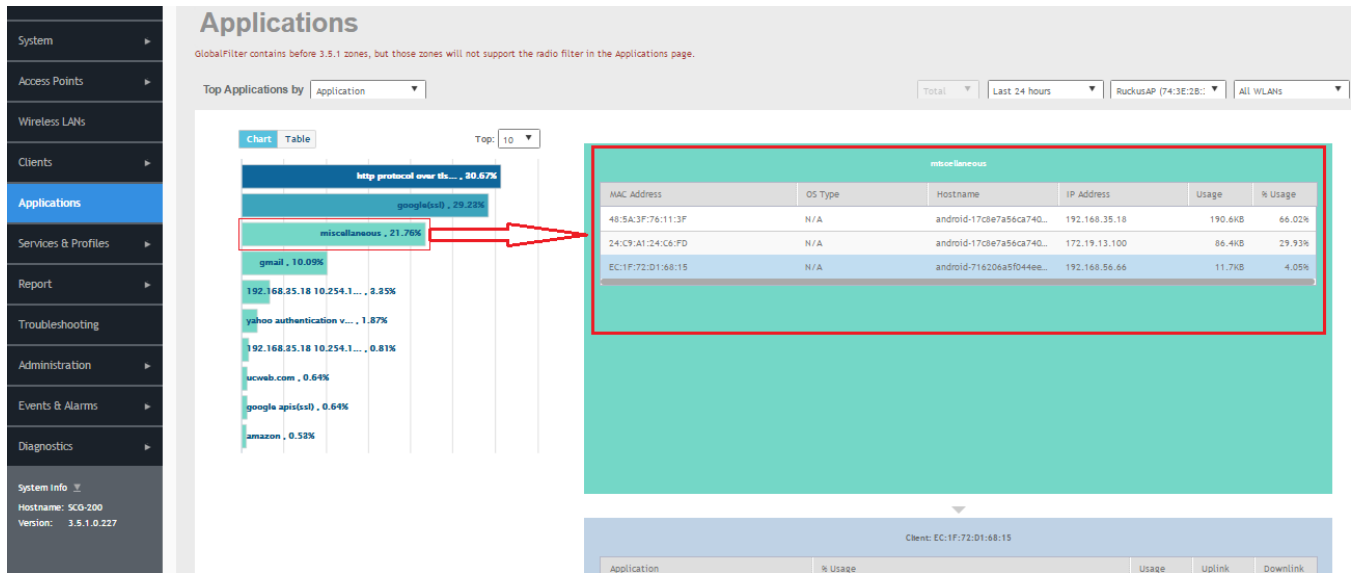 Applications
GlobalFilter contains before 3.5.1 zones, but those zones will not support the radio filter in the Applications page.
System
Access Points
Wireless LANs
Clients
Applications
Services & Profiles
Report
Troubleshooting
Administration
Events & Alarms
Diagnostics
System Info
Hostname: SCG-200
Version: 3.5.1.0.227
Top Applications by Application
Total Last 24 hours RuckusAP (74:3E:2B:: All WLANs
Chart Table Top: 10
http protocol over tls... , 30.67%
google(ssl) , 29.23%
miscellaneous , 21.76%
gmail , 10.09%
192.168.35.18 10.254.1... , 3.35%
yahoo authentication v... , 1.87%
192.168.35.18 10.254.1... , 0.81%
ucweb.com , 0.64%
google apis(ssl) , 0.64%
amazon , 0.53%
miscellaneous
MAC Address OS Type Hostname IP Address Usage % Usage
48:5A:3F:76:11:3F N/A android-17c8e7a56ca740... 192.168.35.18 190.6KB 66.02%
24:C9:A1:24:C6:FD N/A android-17c8e7a56ca740... 172.19.13.100 86.4KB 29.93%
EC:1F:72:D1:68:15 N/A android-716206a5f044ee... 192.168.56.66 11.7KB 4.05%
Client: EC:1F:72:D1:68:15
Application % Usage Usage Uplink Downlink